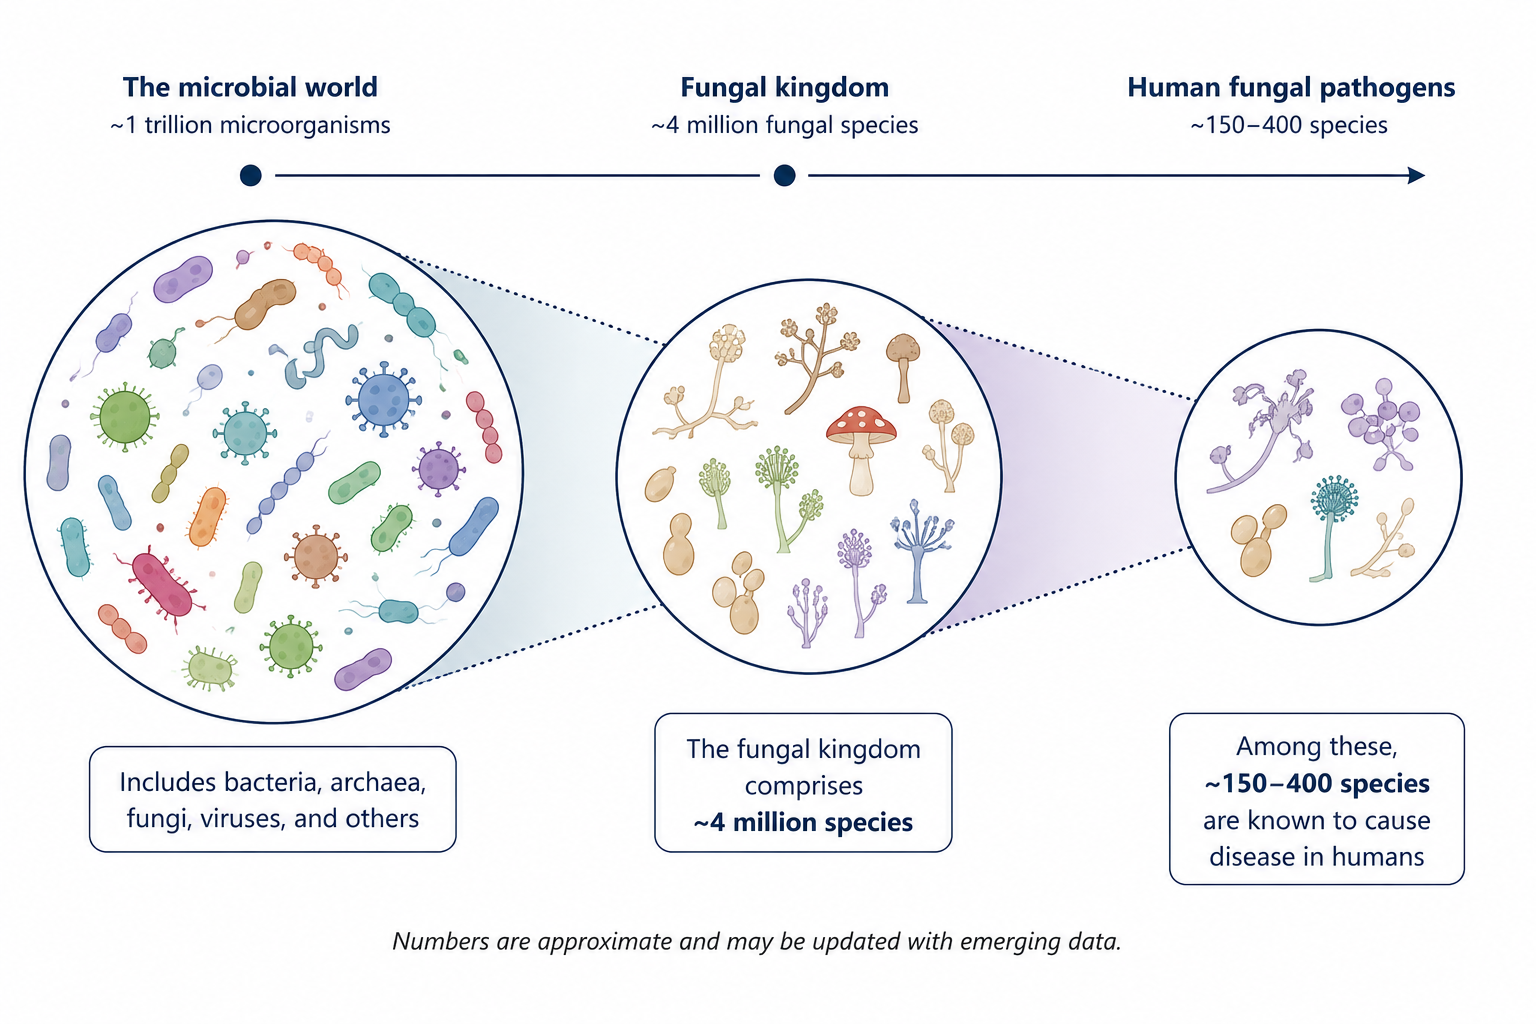 The microbial world
~1 trillion microorganisms
Fungal kingdom
~4 million fungal species
Human fungal pathogens
~150–400 species
Includes bacteria, archaea,
fungi, viruses, and others
The fungal kingdom
comprises
~4 million species
Among these,
~150–400 species
are known to cause
disease in humans
Numbers are approximate and may be updated with emerging data.